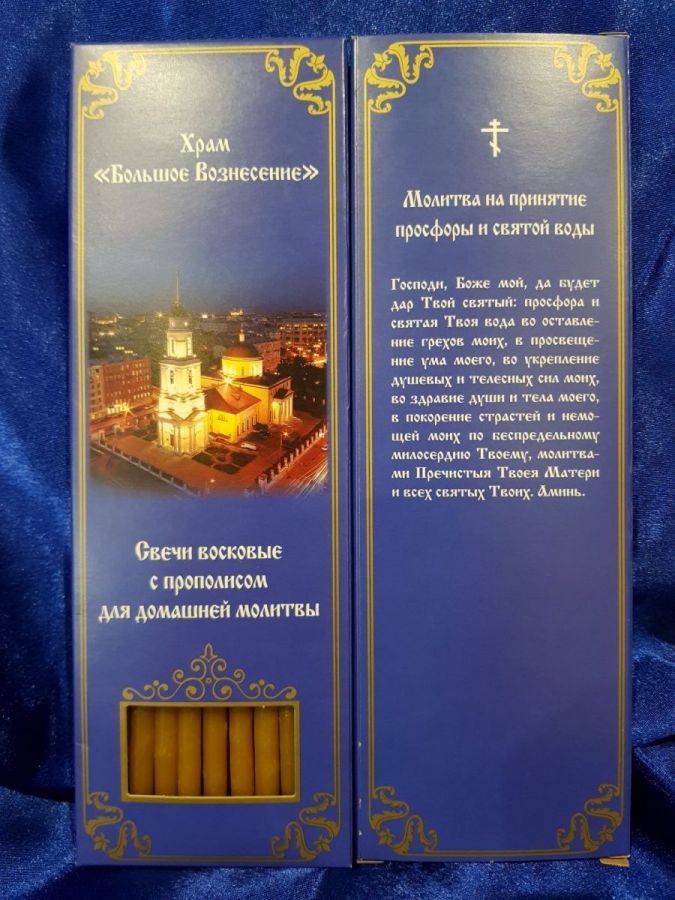 Храм
«Большое Вознесение»
Свечи восковые
с прополисом
для домашней молитвы
Молитва на принятие
просфоры и святой воды
Господи, Боже мой, да будет
дар Твой святый: просфора и
святая Твоя вода во оставле-
ние грехов моих, в просвеще-
ние ума моего, во укрепление
душевых и телесных сил моих,
во здравие души и тела моего,
в покорение страстей и немо-
щей моих по беспредельному
милосердию Твоему, молитва-
ми Пречистыя Твоея Матери
и всех святых Твоих. Аминь.